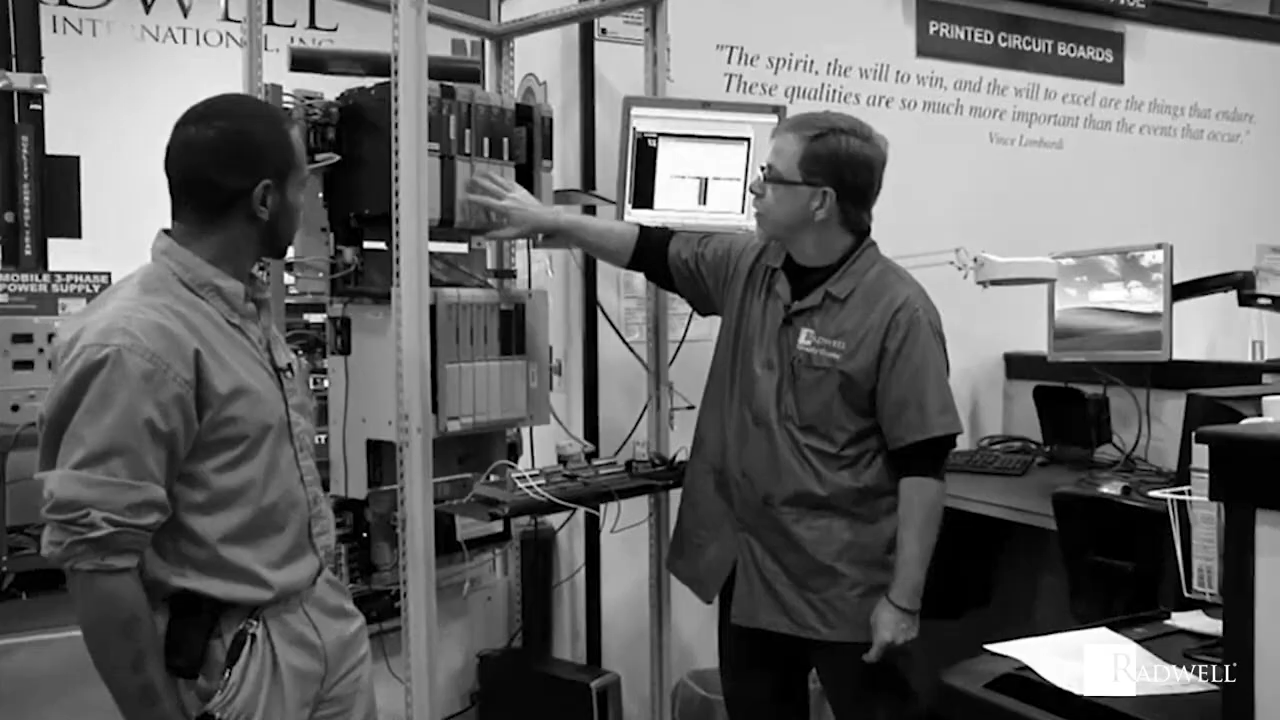 RADWELL
INTERNATIONAL, INC
PRINTED CIRCUIT BOARDS
"The spirit, the will to win, and the will to excel are the things that endure.
These qualities are so much more important than the events that occur."
Vince Lombardi
MOBILE 3-PHASE
POWER SUPPLY
RADWELL
RADWELL